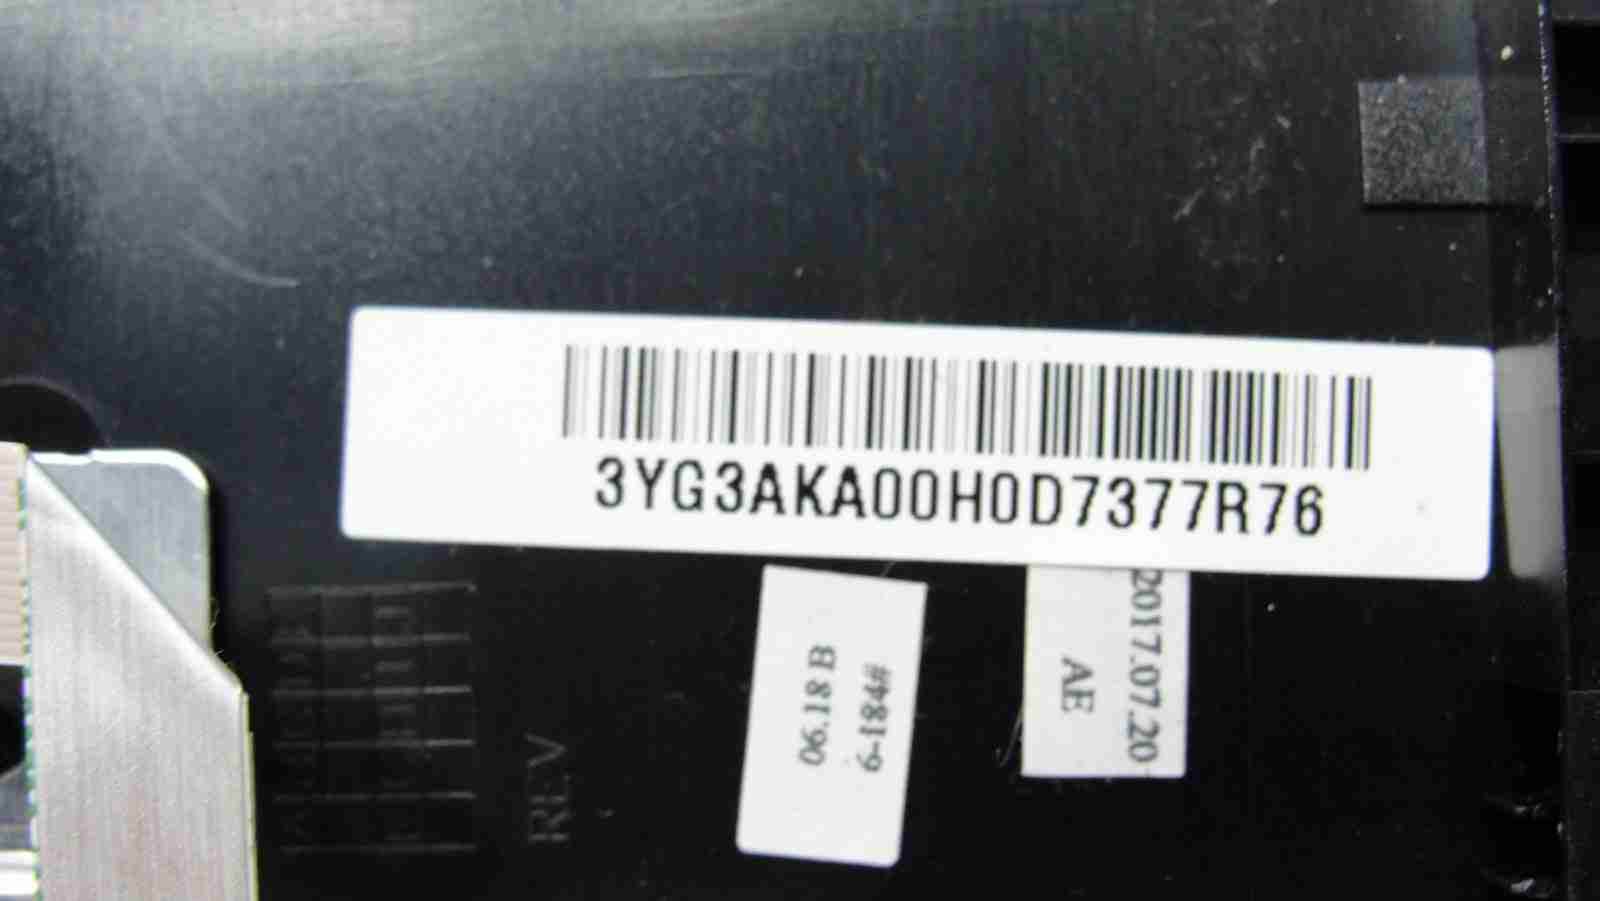 3YG3AKA00H0D7377R76
06.18 B
6-184#
2017.07.20
AE
REV